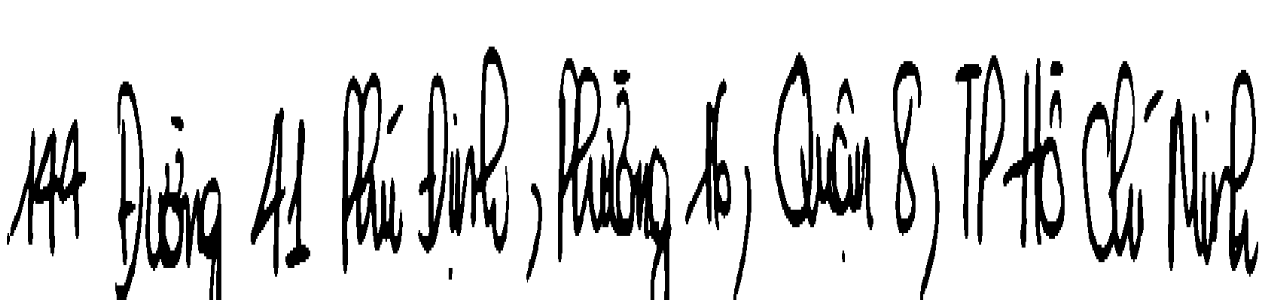 144 Đường 41 Phú Định, Phường 16, Quận 8, TP Hồ Chí Minh